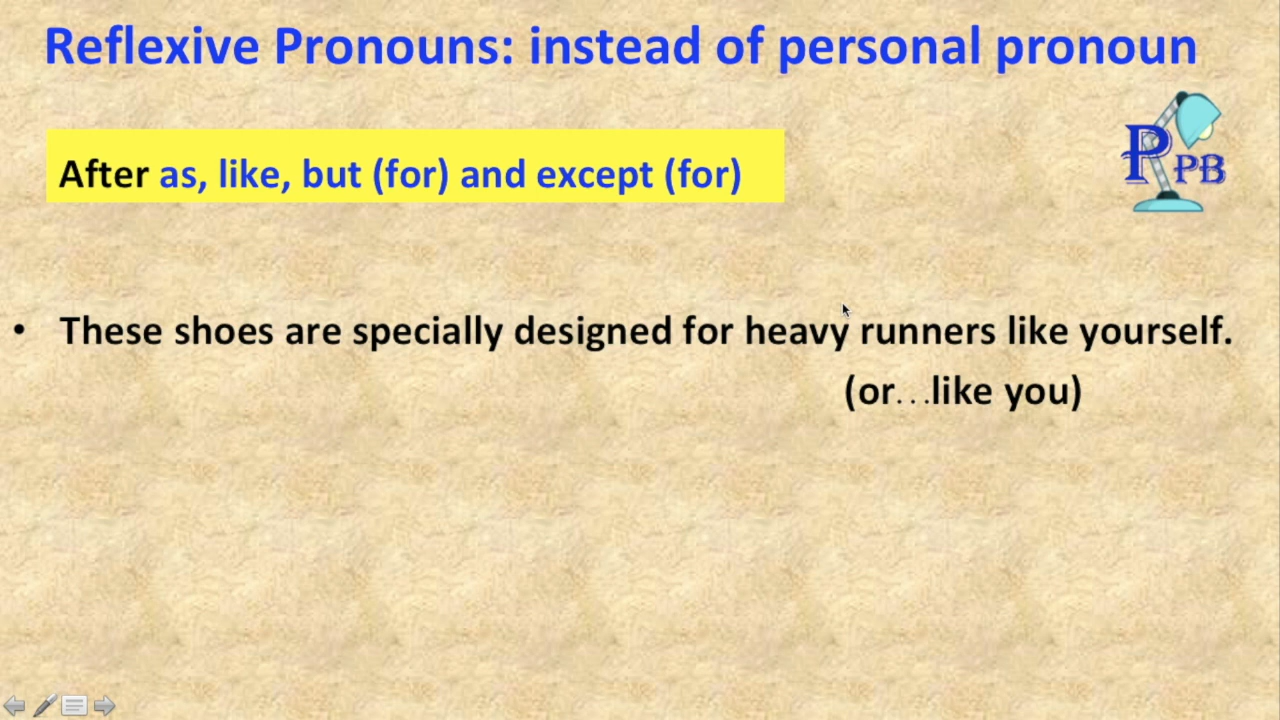 Reflexive Pronouns: instead of personal pronoun
P PB
After as, like, but (for) and except (for)
• These shoes are specially designed for heavy runners like yourself.
(or...like you)